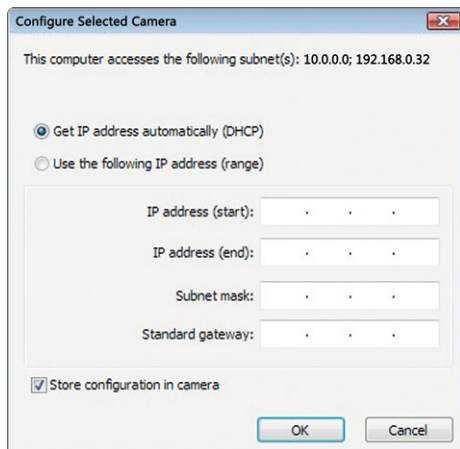 Configure Selected Camera
This computer accesses the following subnet(s): 10.0.0.0; 192.168.0.32
Get IP address automatically (DHCP)
Use the following IP address (range)
IP address (start): . . .
IP address (end): . . .
Subnet mask: . . .
Standard gateway: . . .
Store configuration in camera
OK Cancel